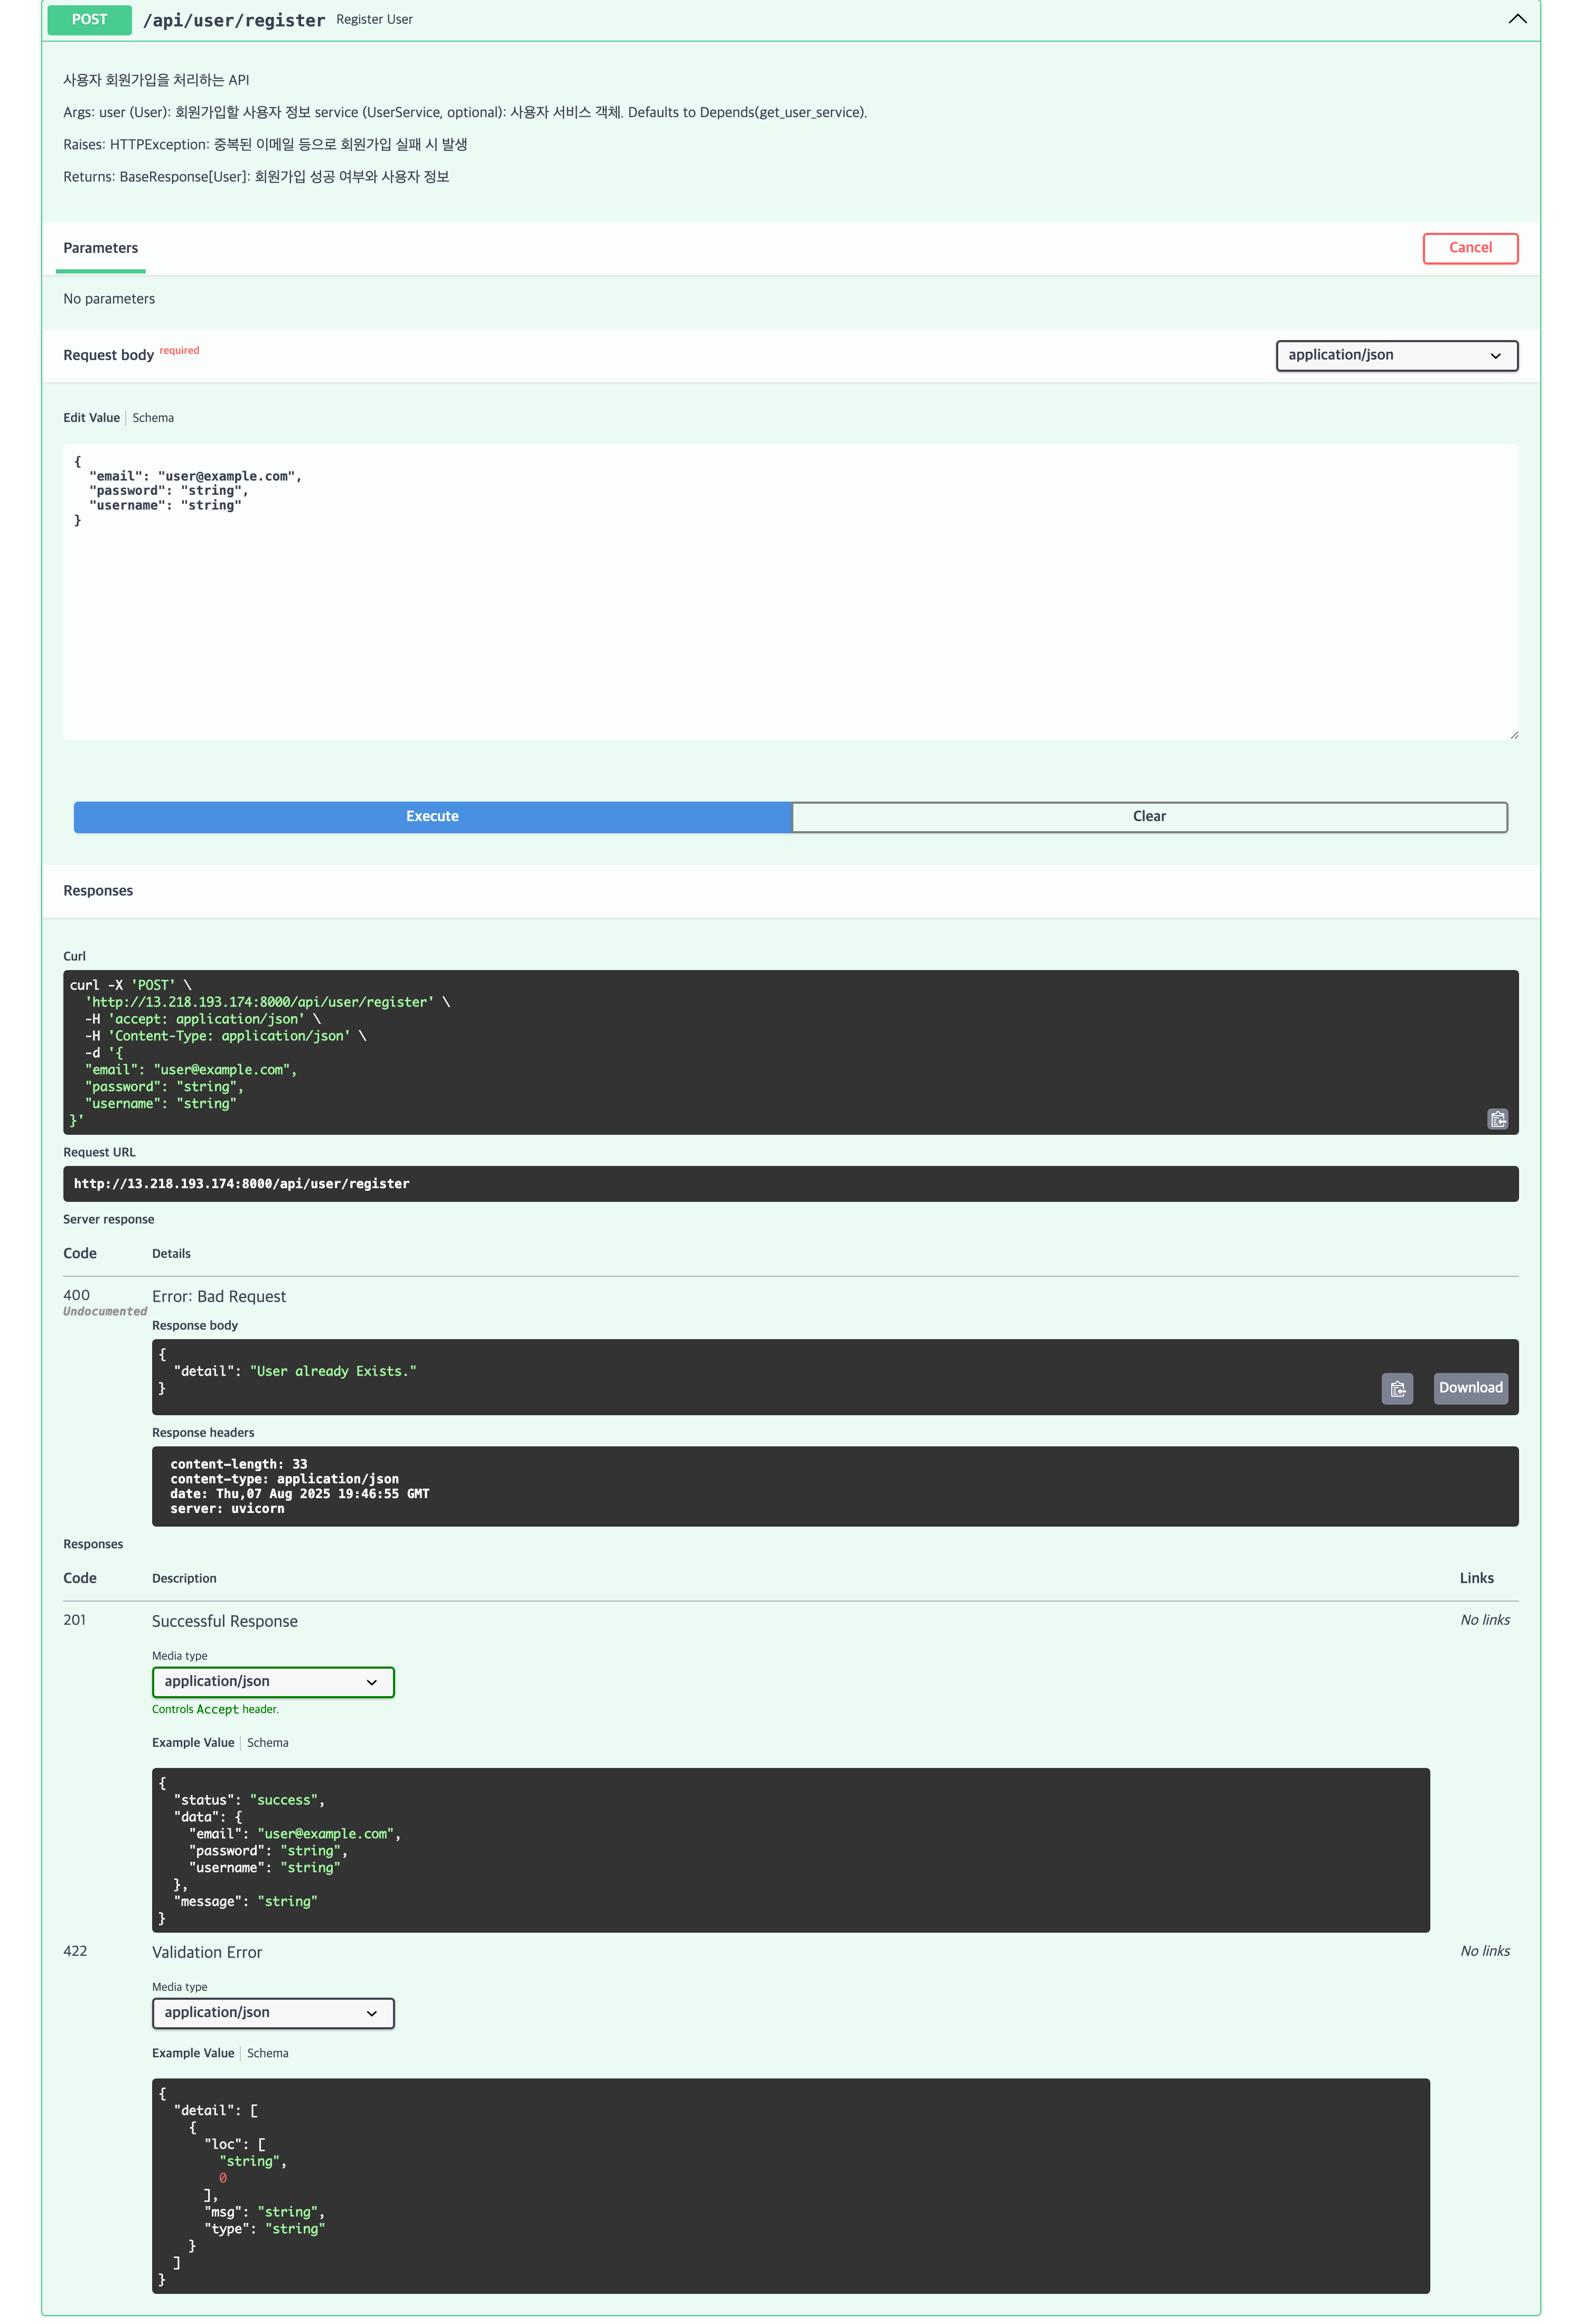 POST /api/user/register Register User
사용자 회원가입을 처리하는 API
Args: user (User): 회원가입할 사용자 정보 service (UserService, optional): 사용자 서비스 객체. Defaults to Depends(get_user_service).
Raises: HTTPException: 중복된 이메일 등으로 회원가입 실패 시 발생
Returns: BaseResponse[User]: 회원가입 성공 여부와 사용자 정보
Parameters
Cancel
No parameters
Request body required
application/json
Edit Value | Schema
{
  "email": "user@example.com",
  "password": "string",
  "username": "string"
}
Execute
Clear
Responses
Curl
curl -X 'POST' \
  'http://13.218.193.174:8000/api/user/register' \
  -H 'accept: application/json' \
  -H 'Content-Type: application/json' \
  -d '{
  "email": "user@example.com",
  "password": "string",
  "username": "string"
}'
Request URL
http://13.218.193.174:8000/api/user/register
Server response
Code Details
400 Error: Bad Request
Undocumented
Response body
{
  "detail": "User already Exists."
}
Download
Response headers
content-length: 33
content-type: application/json
date: Thu,07 Aug 2025 19:46:55 GMT
server: uvicorn
Responses
Code Description Links
201 Successful Response No links
Media type
application/json
Controls Accept header.
Example Value | Schema
{
  "status": "success",
  "data": {
    "email": "user@example.com",
    "password": "string",
    "username": "string"
  },
  "message": "string"
}
422 Validation Error No links
Media type
application/json
Example Value | Schema
{
  "detail": [
    {
      "loc": [
        "string",
        0
      ],
      "msg": "string",
      "type": "string"
    }
  ]
}